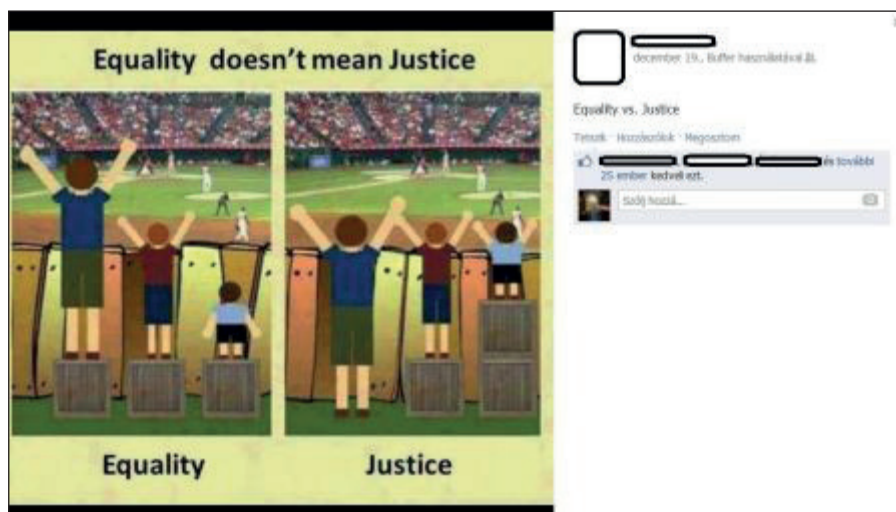 Equality doesn't mean Justice
Equality
Justice
december 19., Buffer használatával
Equality vs. Justice
Tetszik · Hozzászólok · Megosztom
és további
25 ember kedveli ezt.
Szólj hozzá...